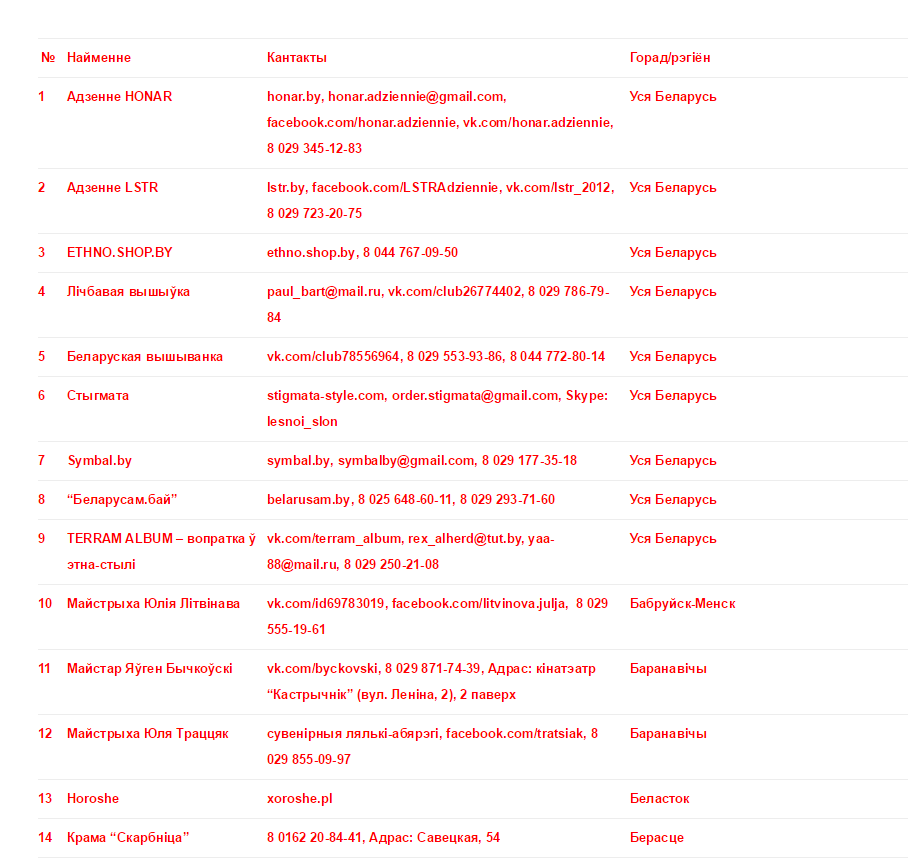 № Найменне Кантакты Горад/рэгіён
1 Адзенне HONAR honar.by, honar.adziennie@gmail.com, Уся Беларусь
facebook.com/honar.adziennie, vk.com/honar.adziennie,
8 029 345-12-83
2 Адзенне LSTR lstr.by, facebook.com/LSTRAdziennie, vk.com/lstr_2012, Уся Беларусь
8 029 723-20-75
3 ETHNO.SHOP.BY ethno.shop.by, 8 044 767-09-50 Уся Беларусь
4 Лічбавая вышыўка paul_bart@mail.ru, vk.com/club26774402, 8 029 786-79- Уся Беларусь
84
5 Беларуская вышыванка vk.com/club78556964, 8 029 553-93-86, 8 044 772-80-14 Уся Беларусь
6 Стыгмата stigmata-style.com, order.stigmata@gmail.com, Skype: Уся Беларусь
lesnoi_slon
7 Symbal.by symbal.by, symbalby@gmail.com, 8 029 177-35-18 Уся Беларусь
8 “Беларусам.бай” belarusam.by, 8 025 648-60-11, 8 029 293-71-60 Уся Беларусь
9 TERRAM ALBUM – вопратка ў vk.com/terram_album, rex_alherd@tut.by, yaa- Уся Беларусь
этна-стылі 88@mail.ru, 8 029 250-21-08
10 Майстрыха Юлія Літвінава vk.com/id69783019, facebook.com/litvinova.julja, 8 029 Бабруйск-Менск
555-19-61
11 Майстар Яўген Бычкоўскі vk.com/byckovski, 8 029 871-74-39, Адрас: кінатэатр Баранавічы
“Кастрычнік” (вул. Леніна, 2), 2 паверх
12 Майстрыха Юля Траццяк сувенірныя лялькі-абярэгі, facebook.com/tratsiak, 8 Баранавічы
029 855-09-97
13 Horoshe xoroshe.pl Беласток
14 Крама “Скарбніца” 8 0162 20-84-41, Адрас: Савецкая, 54 Берасце